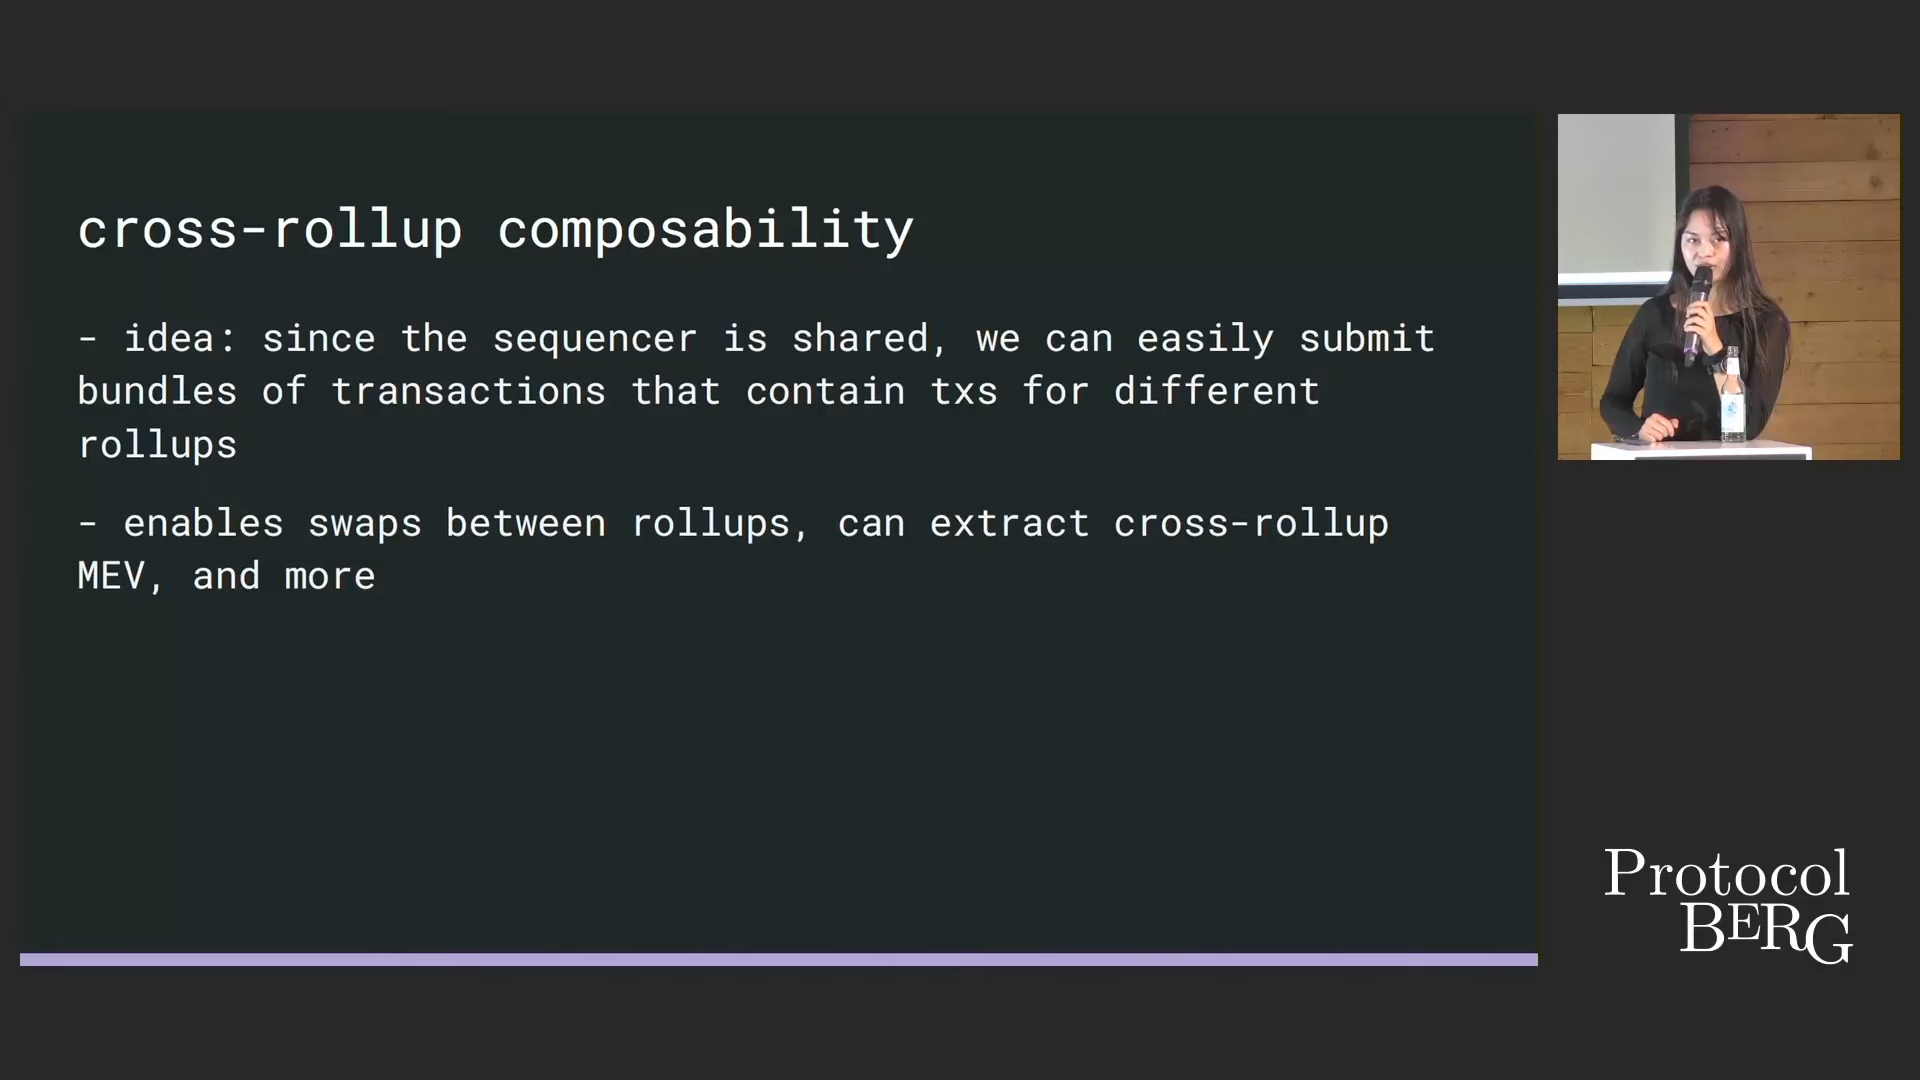 cross-rollup composability
- idea: since the sequencer is shared, we can easily submit
bundles of transactions that contain txs for different
rollups
- enables swaps between rollups, can extract cross-rollup
MEV, and more
Protocol
BERG